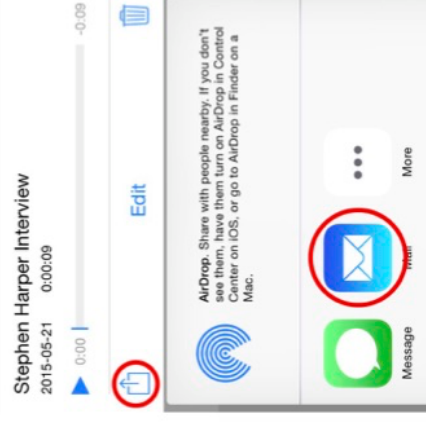 Stephen Harper Interview
2015-05-21 0:00:09
0:00 -0:09
Edit
AirDrop. Share with people nearby. If you don't
see them, have them turn on AirDrop in Control
Center on iOS, or go to AirDrop in Finder on a
Mac.
Message Mail More